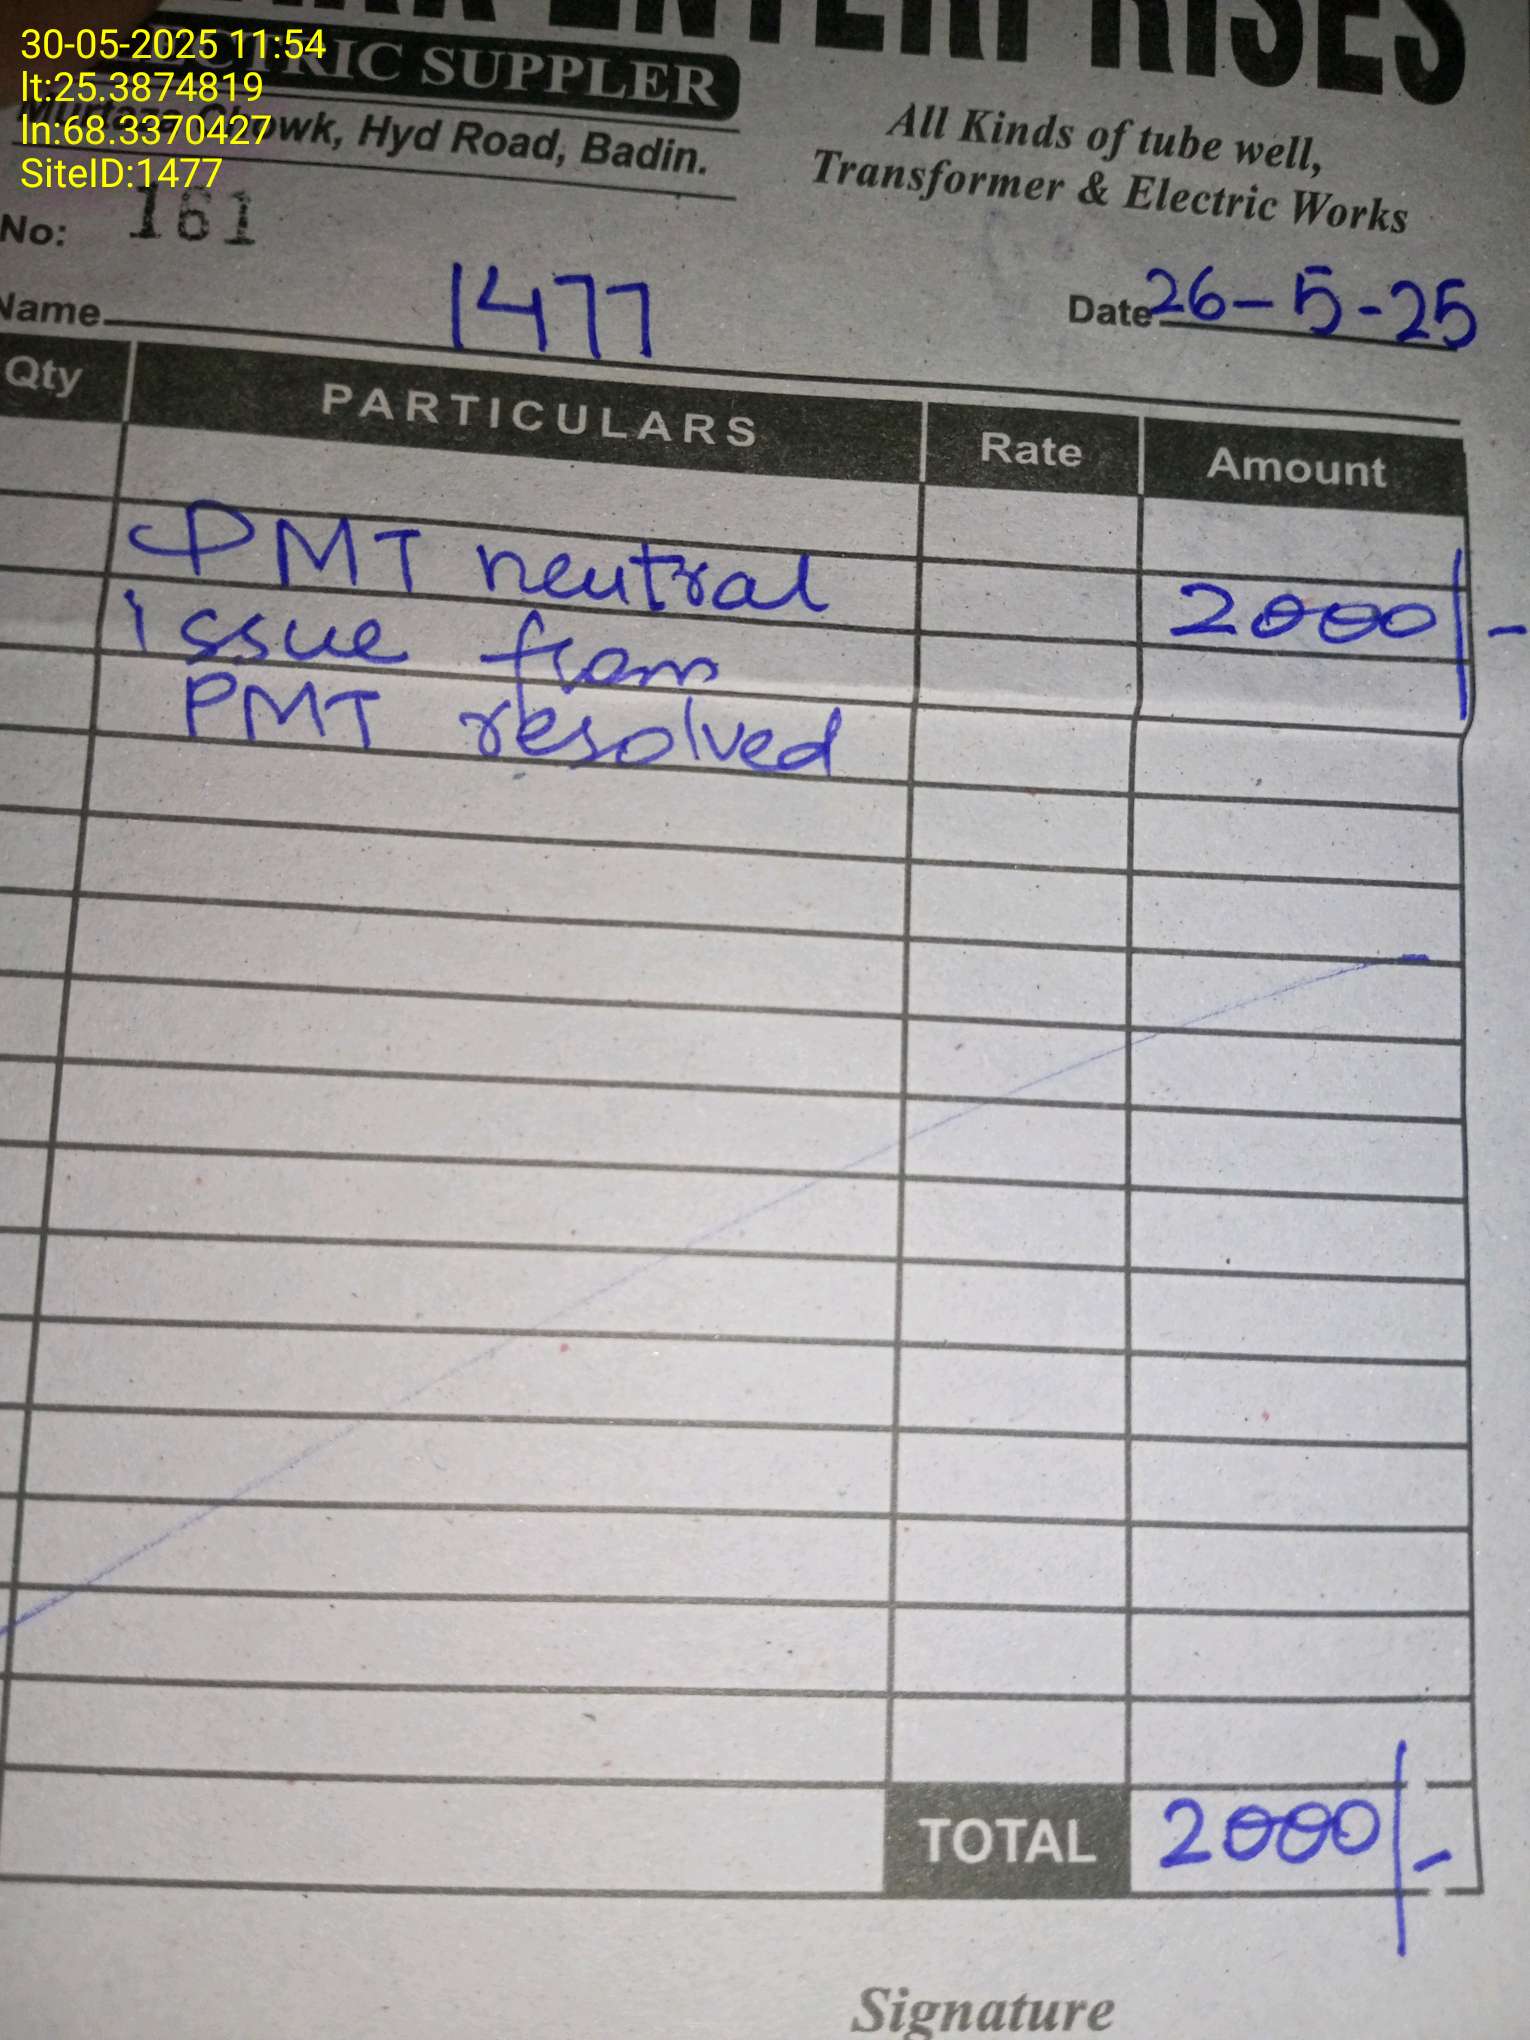 30-05-2025 11:54
lt:25.3874819
ln:68.3370427
SiteID:1477
ENTERPRISES
SUPPLER
Hyd Road, Badin.
All Kinds of tube well,
Transformer & Electric Works
No: 161
Name 1477
Date 26-5-25
Qty PARTICULARS Rate Amount
PMT neutral 2000/-
issue from
PMT resolved
TOTAL 2000/-
Signature